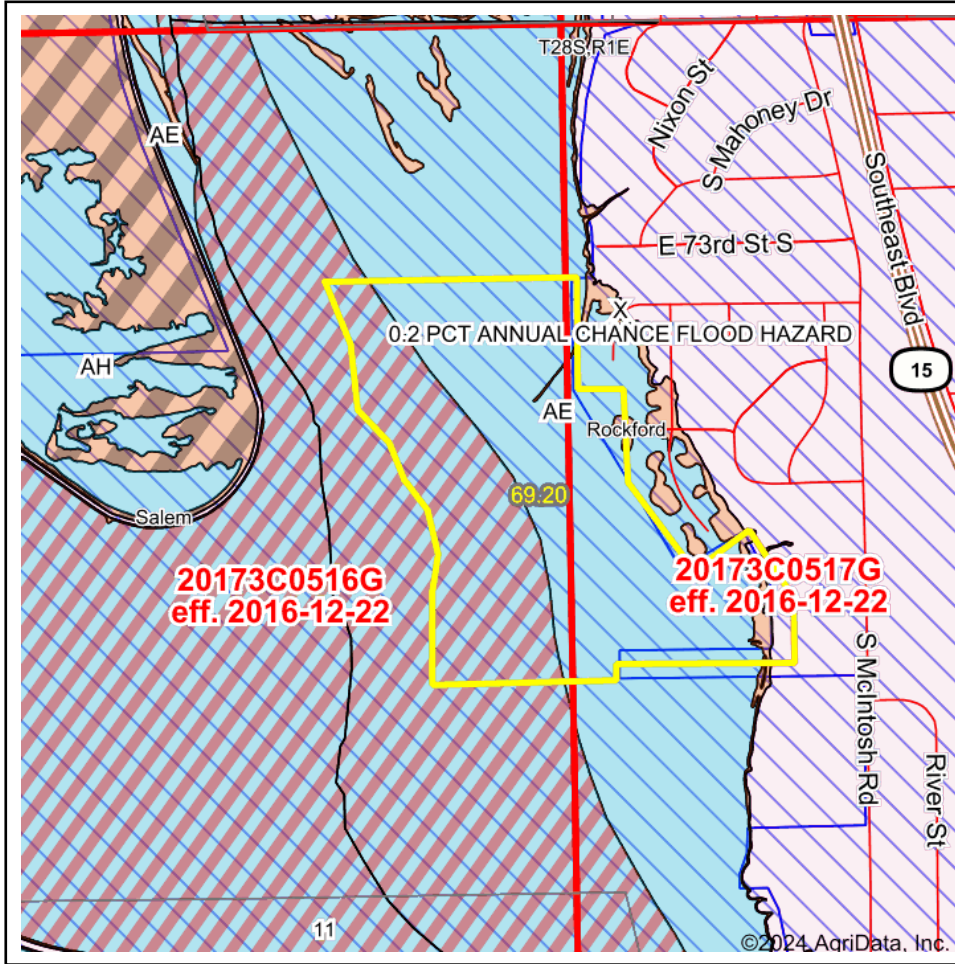 T28S,R1E
Nixon St
S Mahoney Dr
AE
Southeast Blvd
E 73rd St S
X
0.2 PCT ANNUAL CHANCE FLOOD HAZARD
AH
15
AE
Rockford
69.20
Salem
20173C0516G
eff. 2016-12-22
20173C0517G
eff. 2016-12-22
S McIntosh Rd
River St
11
©2024 AgriData, Inc.